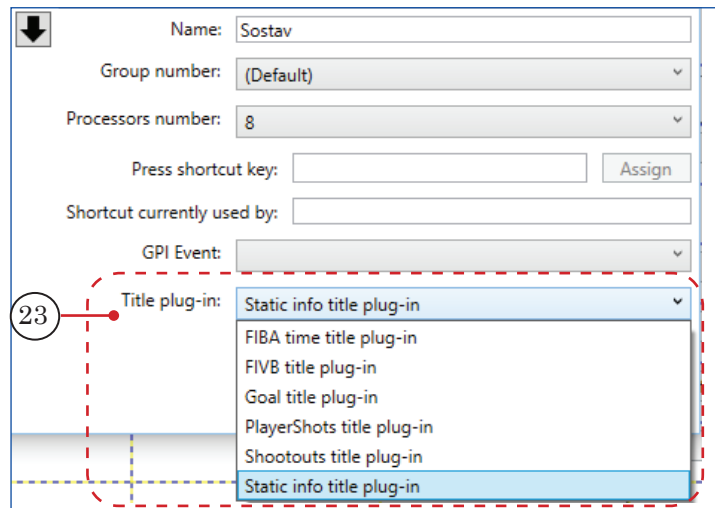 Name: Sostav
Group number: (Default)
Processors number: 8
Press shortcut key: Assign
Shortcut currently used by:
GPI Event:
23 Title plug-in: Static info title plug-in
FIBA time title plug-in
FIVB title plug-in
Goal title plug-in
PlayerShots title plug-in
Shootouts title plug-in
Static info title plug-in